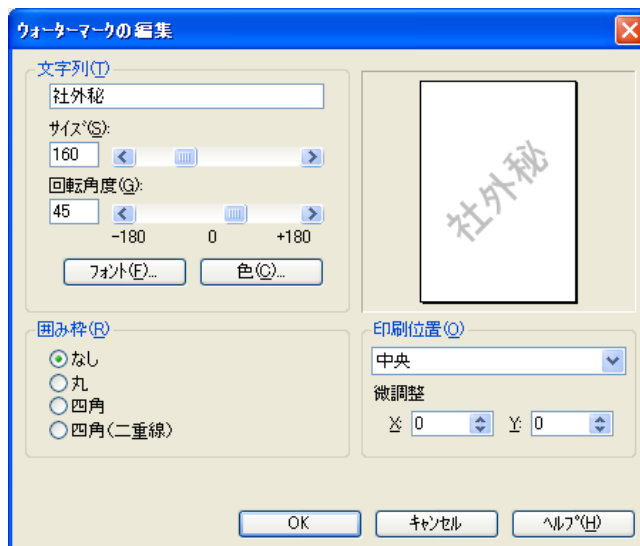 ウォーターマークの編集
文字列(T)
社外秘
サイズ(S):
160
回転角度(G):
45
-180 0 +180
フォント(F)... 色(C)...
社外秘
囲み枠(R)
なし
丸
四角
四角(二重線)
印刷位置(O)
中央
微調整
X: 0 Y: 0
OK キャンセル ヘルプ(H)